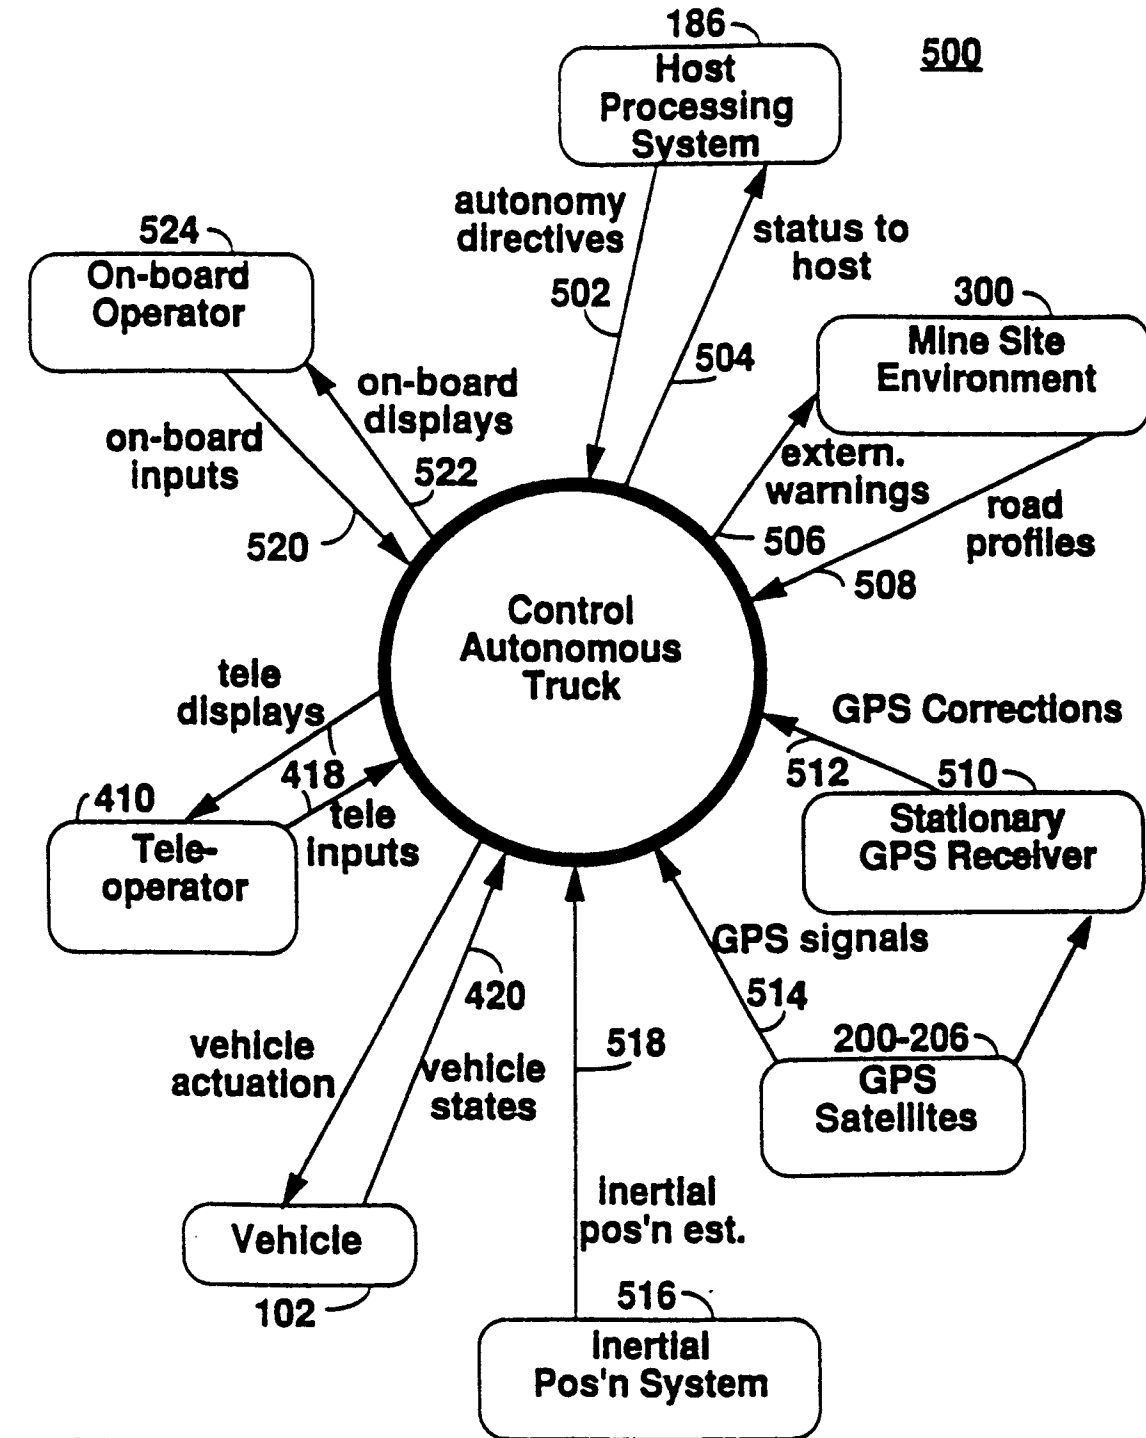 186
500
Host
Processing
System
autonomy
directives
502
status to
host
504
524
On-board
Operator
300
Mine Site
Environment
on-board
displays
522
on-board
inputs
520
extern.
warnings
506
road
profiles
508
Control
Autonomous
Truck
tele
displays
418
tele
inputs
410
Tele-
operator
GPS Corrections
512
510
Stationary
GPS Receiver
GPS signals
514
200-206
GPS
Satellites
420
vehicle
actuation
vehicle
states
518
Vehicle
102
inertial
pos'n est.
516
Inertial
Pos'n System